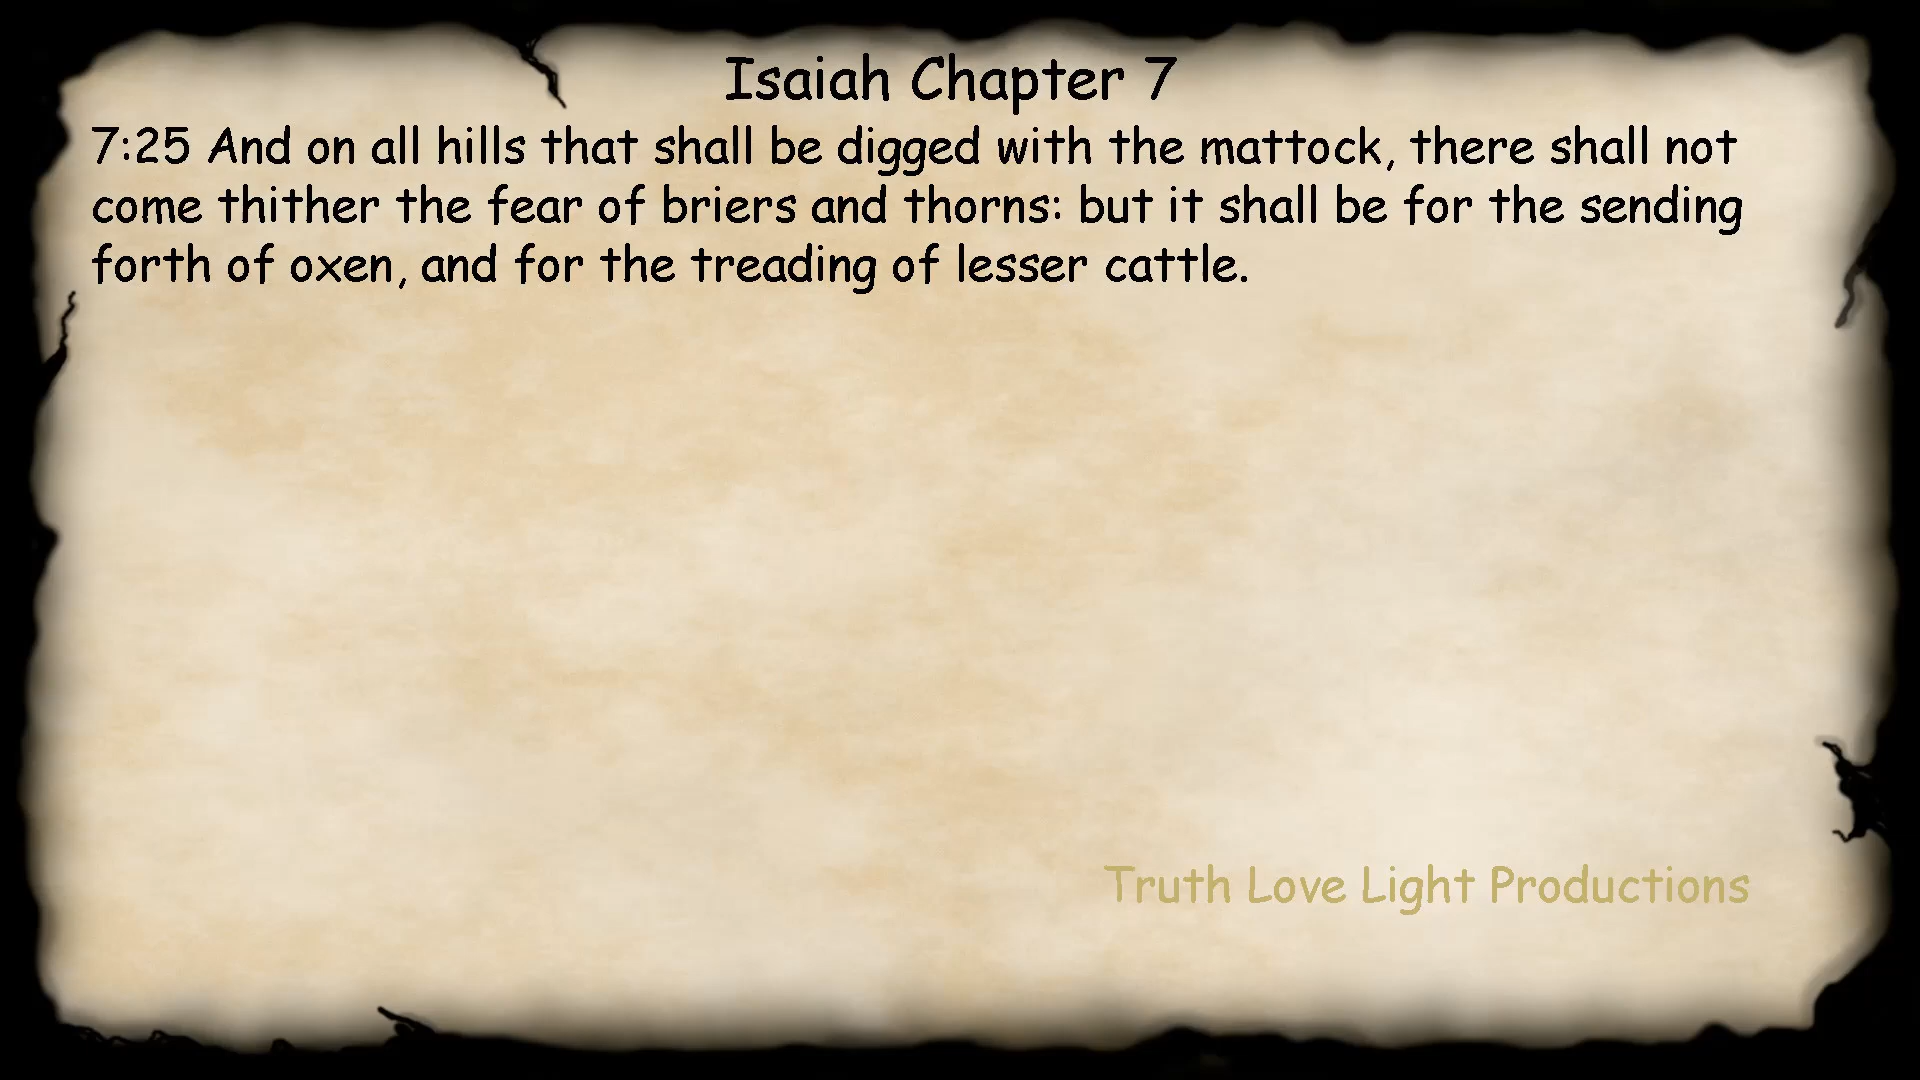 Isaiah Chapter 7
7:25 And on all hills that shall be digged with the mattock, there shall not
come thither the fear of briers and thorns: but it shall be for the sending
forth of oxen, and for the treading of lesser cattle.
Truth Love Light Productions